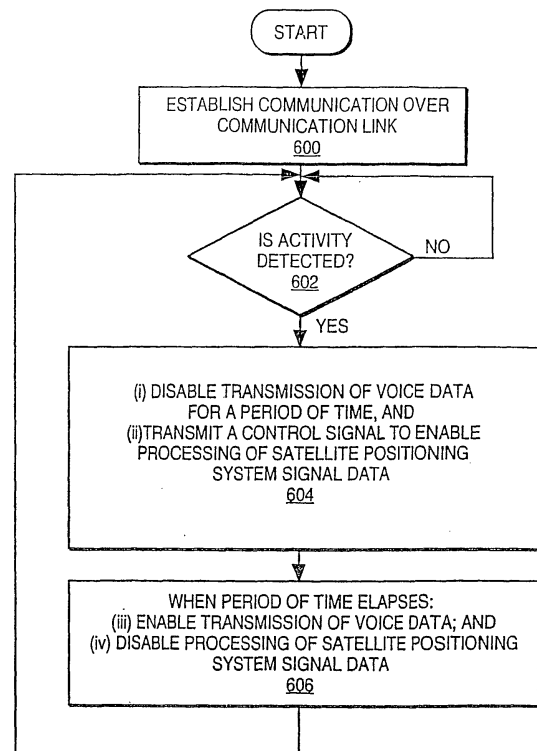 START
ESTABLISH COMMUNICATION OVER
COMMUNICATION LINK
600
IS ACTIVITY
DETECTED?
602
NO
YES
(i) DISABLE TRANSMISSION OF VOICE DATA
FOR A PERIOD OF TIME, AND
(ii)TRANSMIT A CONTROL SIGNAL TO ENABLE
PROCESSING OF SATELLITE POSITIONING
SYSTEM SIGNAL DATA
604
WHEN PERIOD OF TIME ELAPSES:
(iii) ENABLE TRANSMISSION OF VOICE DATA; AND
(iv) DISABLE PROCESSING OF SATELLITE POSITIONING
SYSTEM SIGNAL DATA
606